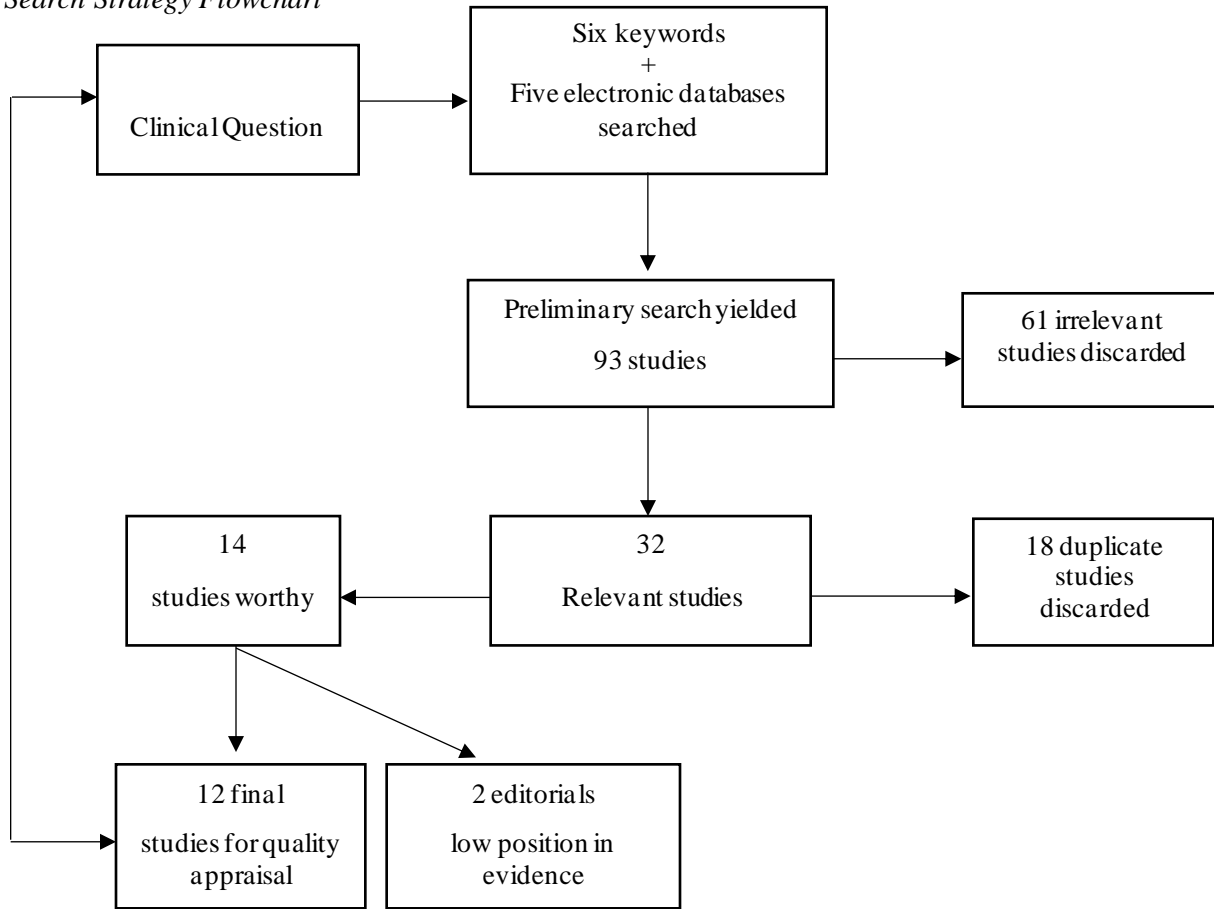 Search Strategy Flowchart
Clinical Question
Six keywords
+
Five electronic databases
searched
Preliminary search yielded
93 studies
61 irrelevant
studies discarded
14
studies worthy
32
Relevant studies
18 duplicate
studies
discarded
12 final
studies for quality
appraisal
2 editorials
low position in
evidence